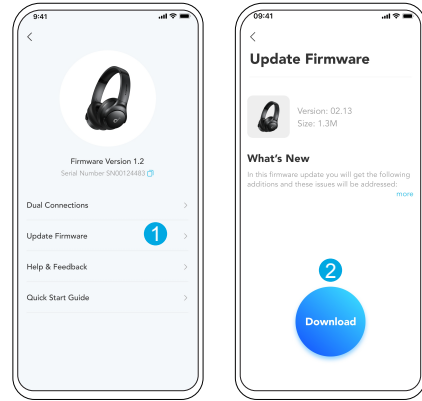 9:41
Firmware Version 1.2
Serial Number SN00124483
Dual Connections
Update Firmware
1
Help & Feedback
Quick Start Guide
09:41
Update Firmware
Version: 02.13
Size: 1.3M
What's New
In this firmware update you will get the following
additions and these issues will be addressed:
more
2
Download